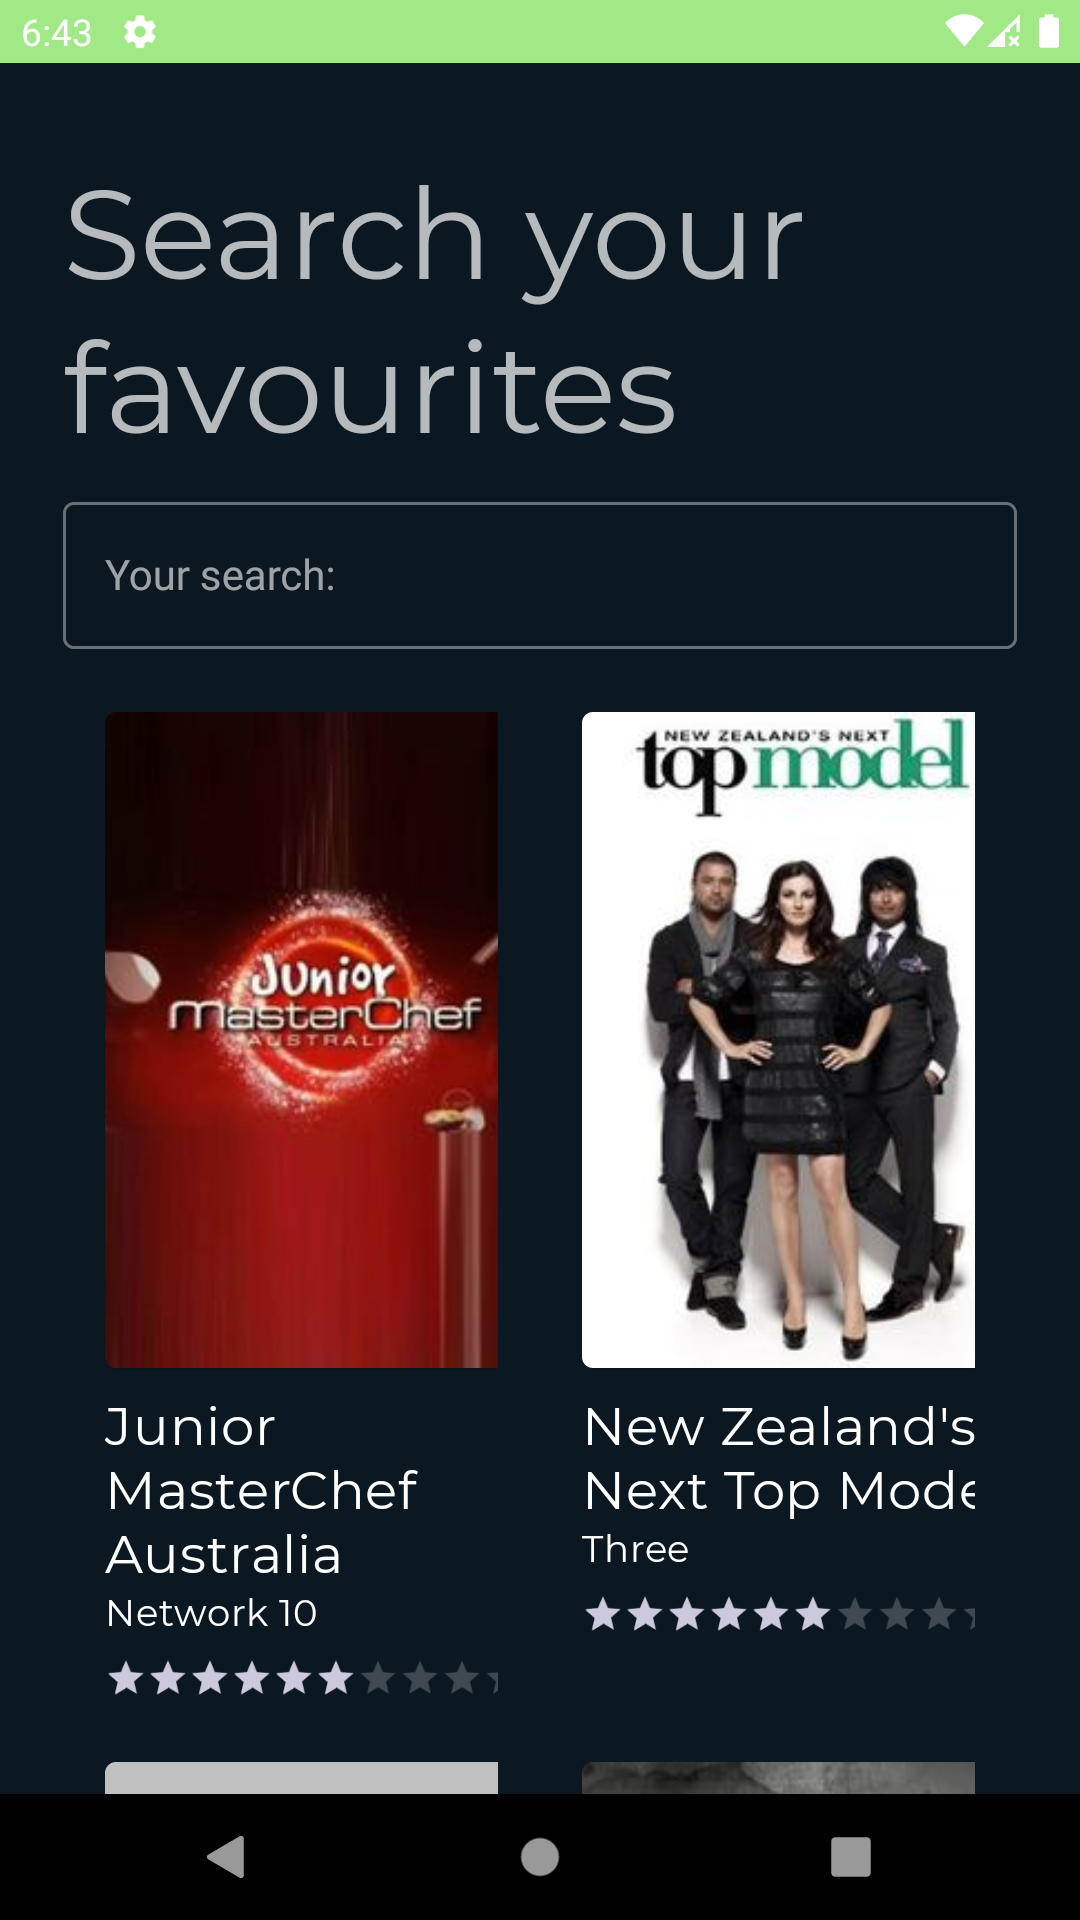 6:43
Search your
favourites
Your search:
Junior
MasterChef
AUSTRALIA
NEW ZEALAND'S NEXT
top model
Junior
MasterChef
Australia
Network 10
New Zealand's
Next Top Mode
Three